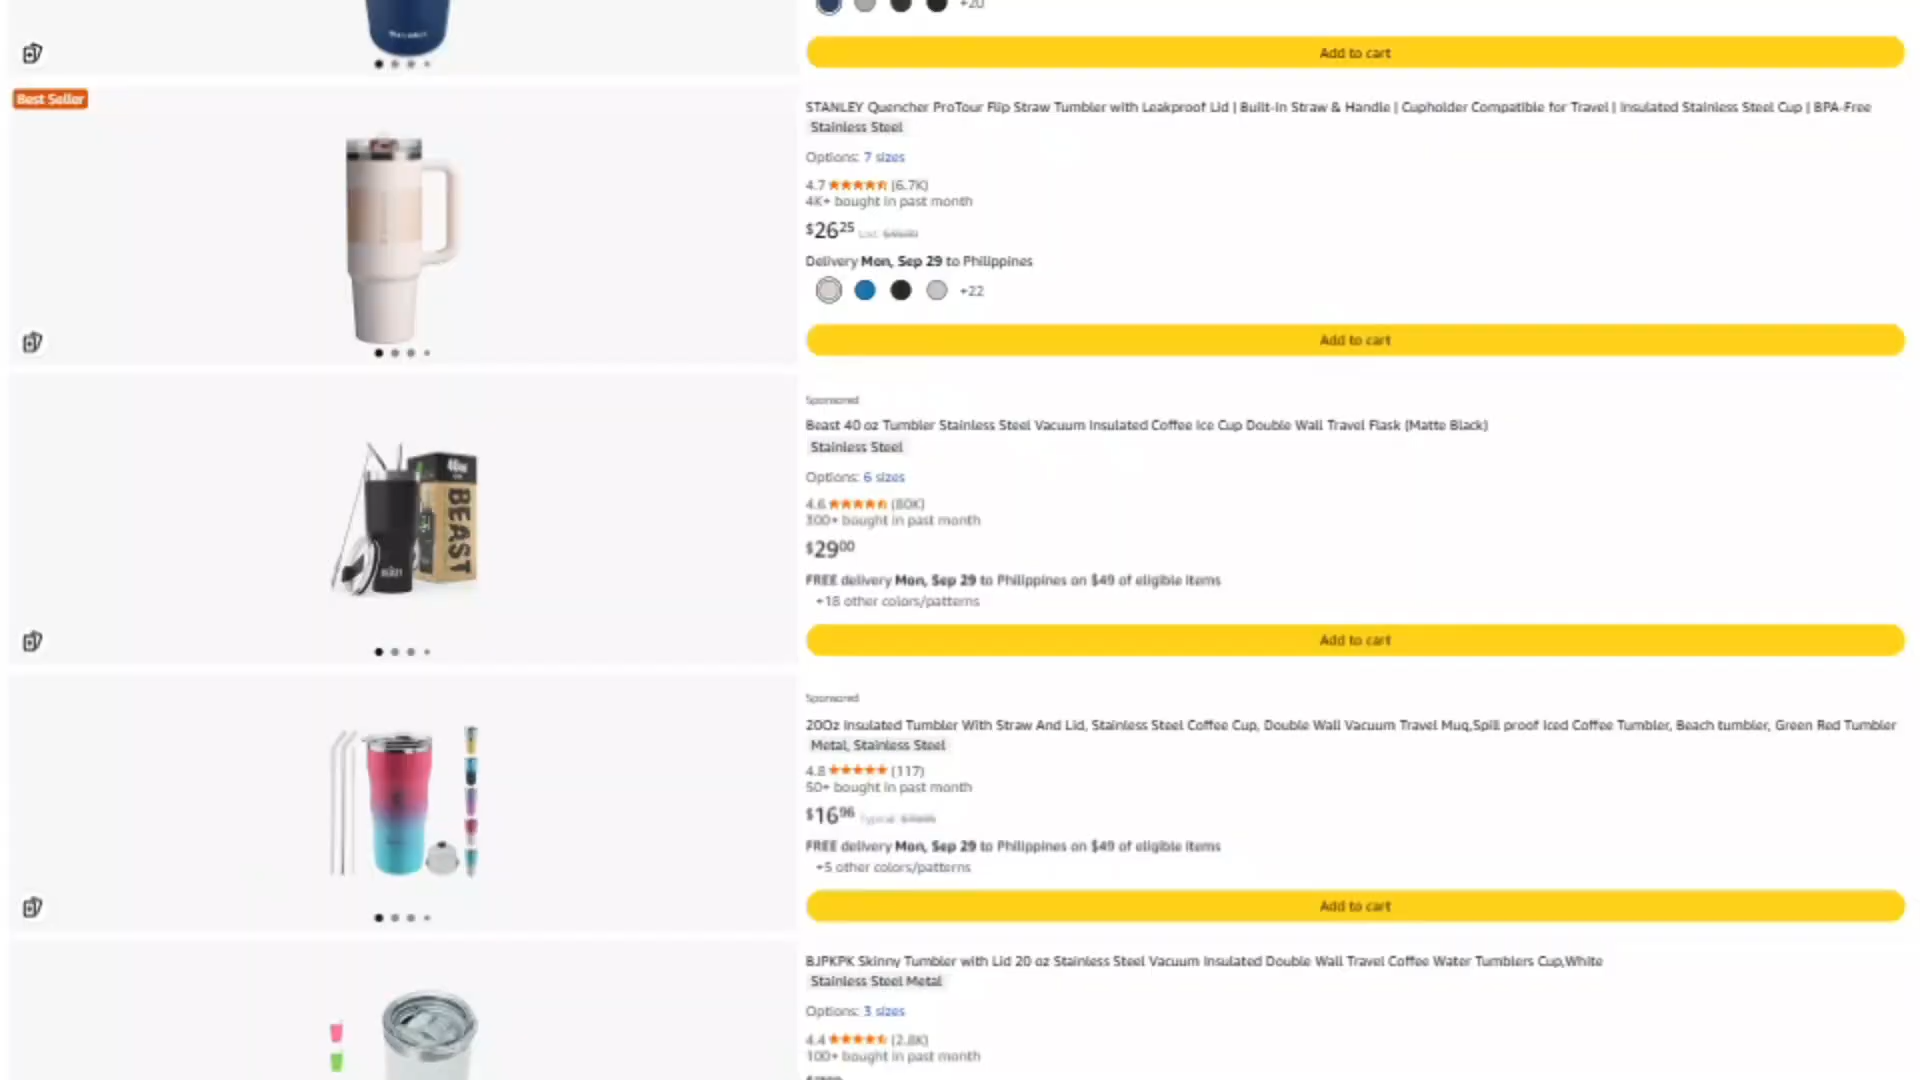 +20
Add to cart
Best Seller
STANLEY Quencher ProTour Flip Straw Tumbler with Leakproof Lid | Built-In Straw & Handle | Cupholder Compatible for Travel | Insulated Stainless Steel Cup | BPA-Free
Stainless Steel
Options: 7 sizes
4.7 (6.7K)
4K+ bought in past month
$26.25 List:
Delivery Mon, Sep 29 to Philippines
+22
Add to cart
Sponsored
Beast 40 oz Tumbler Stainless Steel Vacuum Insulated Coffee Ice Cup Double Wall Travel Flask (Matte Black)
Stainless Steel
Options: 6 sizes
4.6 (80K)
300+ bought in past month
$29.00
FREE delivery Mon, Sep 29 to Philippines on $49 of eligible items
+18 other colors/patterns
Add to cart
BEAST
Sponsored
20Oz Insulated Tumbler With Straw And Lid, Stainless Steel Coffee Cup, Double Wall Vacuum Travel Mug,Spill proof Iced Coffee Tumbler, Beach tumbler, Green Red Tumbler
Metal, Stainless Steel
4.8 (117)
50+ bought in past month
$16.96 Typical:
FREE delivery Mon, Sep 29 to Philippines on $49 of eligible items
+5 other colors/patterns
Add to cart
BJPKPK Skinny Tumbler with Lid 20 oz Stainless Steel Vacuum Insulated Double Wall Travel Coffee Water Tumblers Cup,White
Stainless Steel Metal
Options: 3 sizes
4.4 (2.8K)
100+ bought in past month